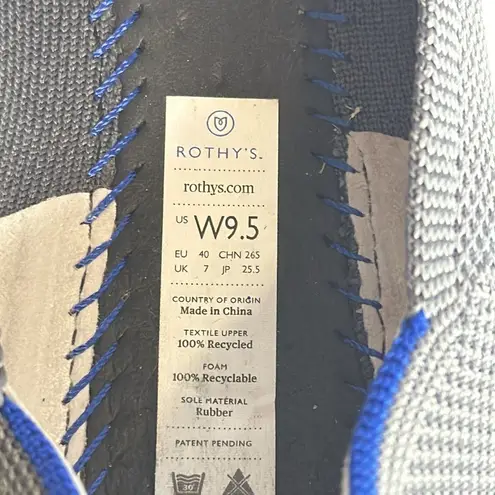 ROTHY'S
rothys.com
US W9.5
EU 40 CHN 265
UK 7 JP 25.5
COUNTRY OF ORIGIN
Made in China
TEXTILE UPPER
100% Recycled
FOAM
100% Recyclable
SOLE MATERIAL
Rubber
PATENT PENDING
30°